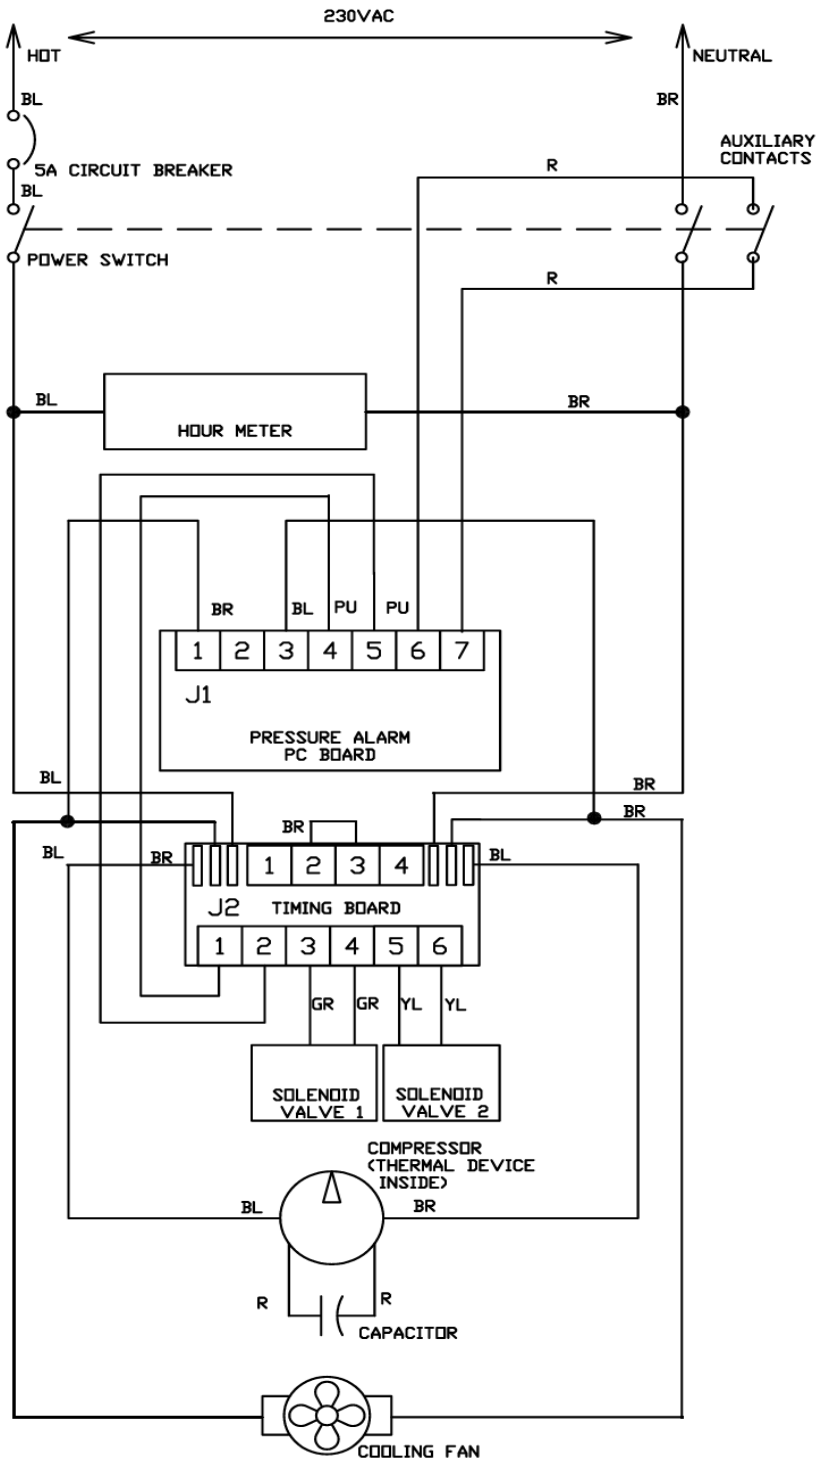 230VAC
HOT
NEUTRAL
BL
BR
AUXILIARY
CONTACTS
5A CIRCUIT BREAKER
R
BL
POWER SWITCH
R
BL
BR
HOUR METER
BR
BL
PU
PU
1 2 3 4 5 6 7
J1
PRESSURE ALARM
PC BOARD
BL
BR
BR
BR
BL
BR
BL
1 2 3 4
J2
TIMING BOARD
1 2 3 4 5 6
GR
GR
YL
YL
SOLENOID
VALVE 1
SOLENOID
VALVE 2
COMPRESSOR
(THERMAL DEVICE
INSIDE)
BL
BR
R
R
CAPACITOR
COOLING FAN